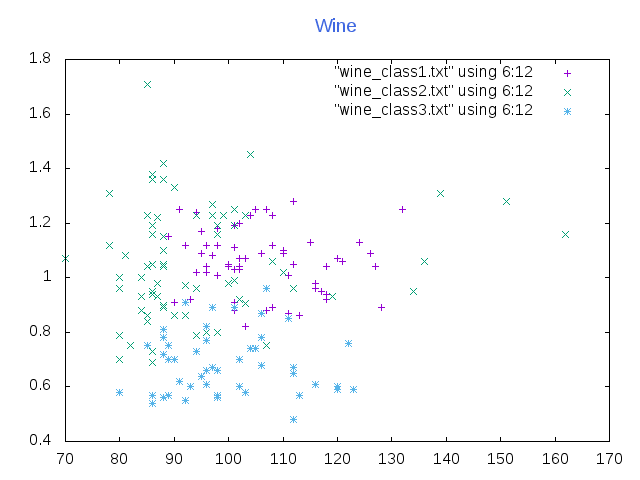 Wine
"wine_class1.txt" using 6:12
"wine_class2.txt" using 6:12
"wine_class3.txt" using 6:12
1.8
1.6
1.4
1.2
1
0.8
0.6
0.4
70 80 90 100 110 120 130 140 150 160 170